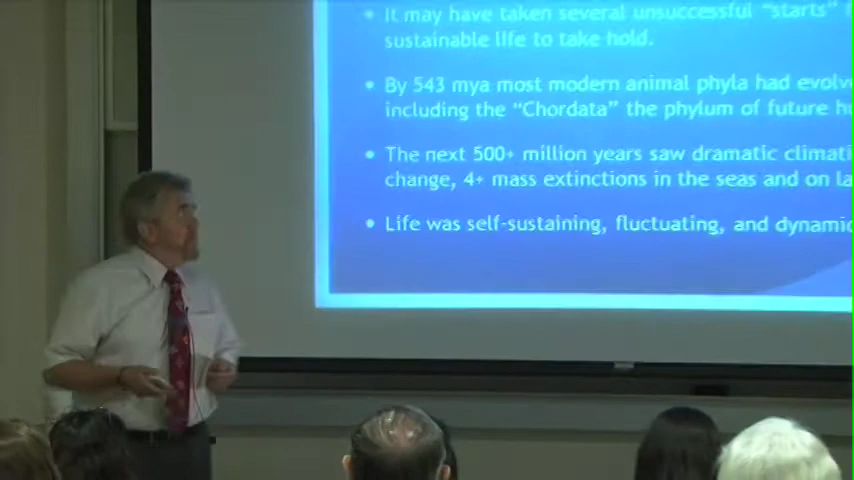 It may have taken several unsuccessful "starts"
sustainable life to take hold.
By 543 mya most modern animal phyla had
including the "Chordata" the phylum of future
The next 500+ million years saw dramatic
change, 4+ mass extinctions in the seas and on
Life was self-sustaining, fluctuating, and dynamic